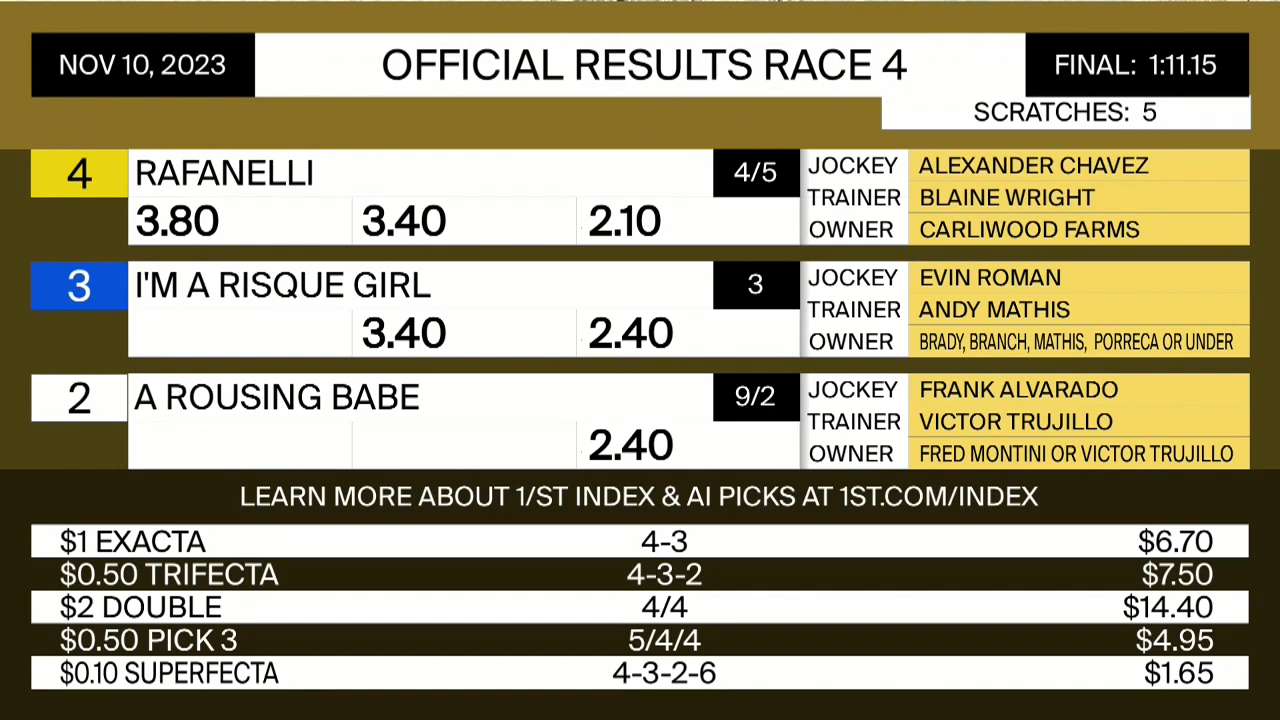 NOV 10, 2023
OFFICIAL RESULTS RACE 4
FINAL: 1:11.15
SCRATCHES: 5
4 RAFANELLI 4/5
3.80 3.40 2.10
JOCKEY ALEXANDER CHAVEZ
TRAINER BLAINE WRIGHT
OWNER CARLIWOOD FARMS
3 I'M A RISQUE GIRL 3
3.40 2.40
JOCKEY EVIN ROMAN
TRAINER ANDY MATHIS
OWNER BRADY, BRANCH, MATHIS, PORRECA OR UNDER
2 A ROUSING BABE 9/2
2.40
JOCKEY FRANK ALVARADO
TRAINER VICTOR TRUJILLO
OWNER FRED MONTINI OR VICTOR TRUJILLO
LEARN MORE ABOUT 1/ST INDEX & AI PICKS AT 1ST.COM/INDEX
$1 EXACTA 4-3 $6.70
$0.50 TRIFECTA 4-3-2 $7.50
$2 DOUBLE 4/4 $14.40
$0.50 PICK 3 5/4/4 $4.95
$0.10 SUPERFECTA 4-3-2-6 $1.65